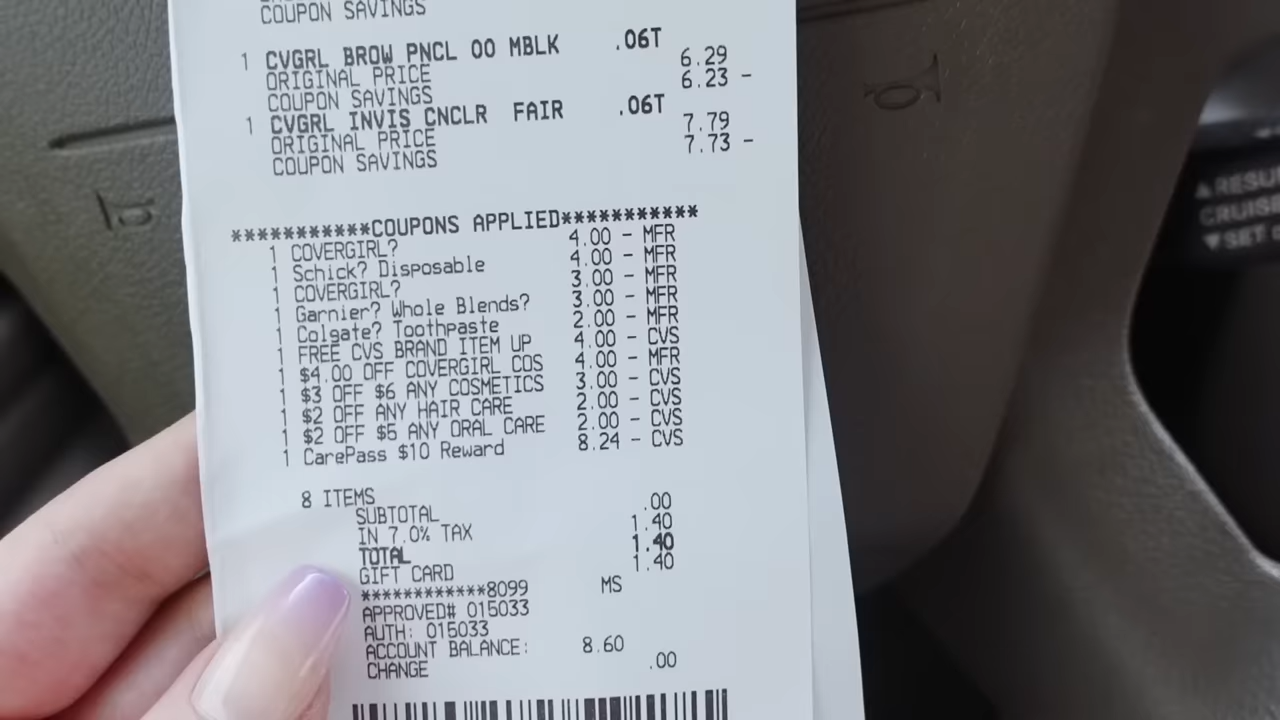 COUPON SAVINGS
1 CVGRL BROW PNCL 00 MBLK .06T
ORIGINAL PRICE 6.29
COUPON SAVINGS 6.23 -
1 CVGRL INVIS CNCLR FAIR .06T
ORIGINAL PRICE 7.79
COUPON SAVINGS 7.73 -
***********COUPONS APPLIED***********
1 COVERGIRL? 4.00 - MFR
1 Schick? Disposable 4.00 - MFR
1 COVERGIRL? 3.00 - MFR
1 Garnier? Whole Blends? 3.00 - MFR
1 Colgate? Toothpaste 2.00 - MFR
1 FREE CVS BRAND ITEM UP 4.00 - CVS
1 $4.00 OFF COVERGIRL COS 4.00 - MFR
1 $3 OFF $6 ANY COSMETICS 3.00 - CVS
1 $2 OFF ANY HAIR CARE 2.00 - CVS
1 $2 OFF $5 ANY ORAL CARE 2.00 - CVS
1 CarePass $10 Reward 8.24 - CVS
8 ITEMS
SUBTOTAL .00
IN 7.0% TAX 1.40
TOTAL 1.40
GIFT CARD 1.40
************8099 MS
APPROVED# 015033
AUTH: 015033
ACCOUNT BALANCE: 8.60
CHANGE .00
▲RESU
CRUISE
▼SET